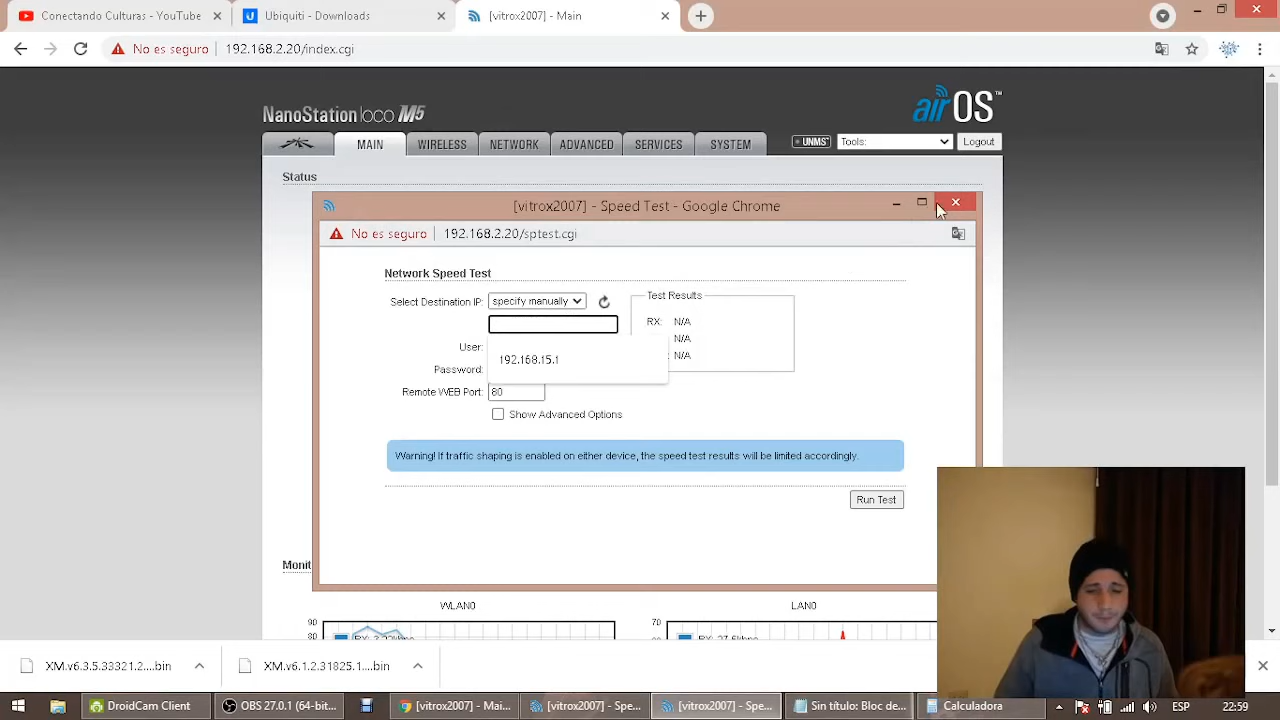 Conectado Culturas - YouTube
Ubiquiti - Downloads
[vitrox2007] - Main
No es seguro
192.168.2.20/index.cgi
NanoStation loco M5
airOS™
MAIN
WIRELESS
NETWORK
ADVANCED
SERVICES
SYSTEM
UNMS
Tools:
Logout
Status
[vitrox2007] - Speed Test - Google Chrome
No es seguro
192.168.2.20/sptest.cgi
Network Speed Test
Select Destination IP:
specify manually
Test Results
RX: N/A
User:
N/A
192.168.15.1
N/A
Password:
Remote WEB Port: 80
Show Advanced Options
Warning! If traffic shaping is enabled on either device, the speed test results will be limited accordingly.
Run Test
Monit
WLAN0
LAN0
90
70
XM.v6.3.5.33321.2....bin
XM.v6.1.2.31825.1....bin
DroidCam Client
OBS 27.0.1 (64-bit...
[vitrox2007] - Mai...
[vitrox2007] - Spe...
[vitrox2007] - Spe...
Sin título: Bloc de...
Calculadora
ESP
22:59